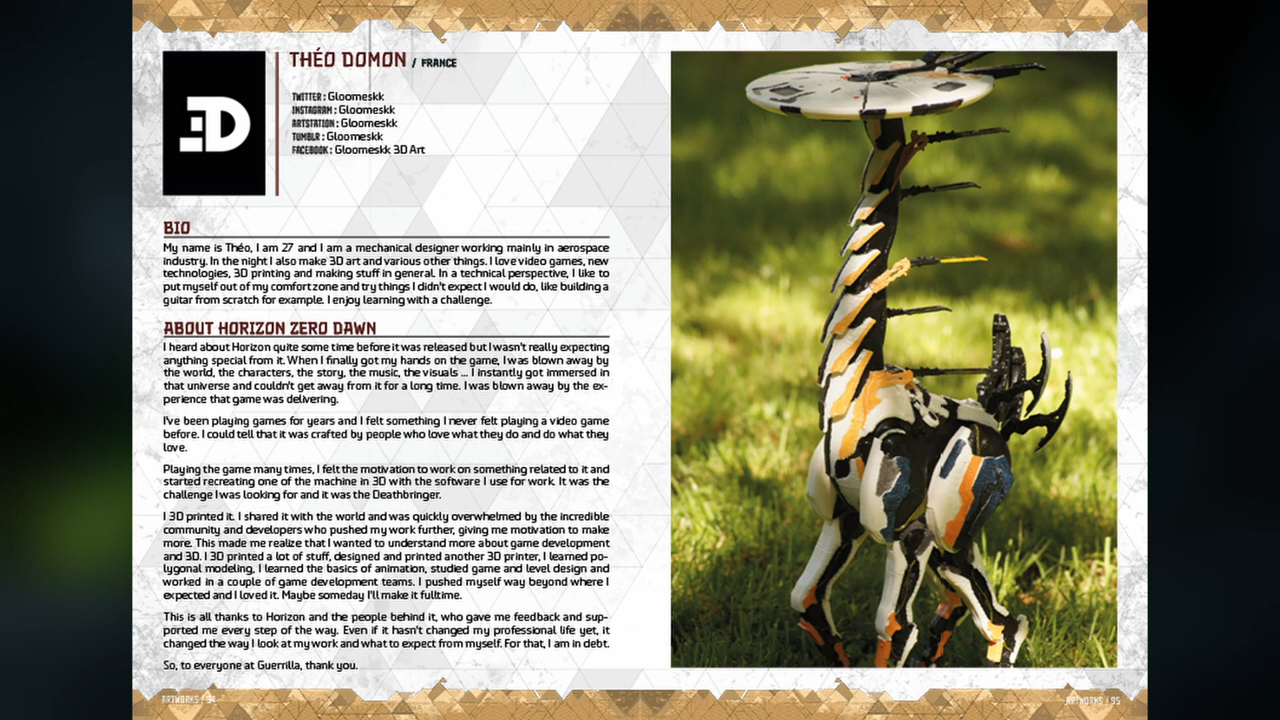 THÉO DOMON / FRANCE
TWITTER : Gloomeskk
INSTAGRAM : Gloomeskk
ARTSTATION : Gloomeskk
TUMBLR : Gloomeskk
FACEBOOK : Gloomeskk 3D Art
3D
BIO
My name is Théo, I am 27 and I am a mechanical designer working mainly in aerospace
industry. In the night I also make 3D art and various other things. I love video games, new
technologies, 3D printing and making stuff in general. In a technical perspective, I like to
put myself out of my comfort zone and try things I didn't expect I would do, like building a
guitar from scratch for example. I enjoy learning with a challenge.
ABOUT HORIZON ZERO DAWN
I heard about Horizon quite some time before it was released but I wasn't really expecting
anything special from it. When I finally got my hands on the game, I was blown away by
the world, the characters, the story, the music, the visuals ... I instantly got immersed in
that universe and couldn't get away from it for a long time. I was blown away by the ex-
perience that game was delivering.
I've been playing games for years and I felt something I never felt playing a video game
before. I could tell that it was crafted by people who love what they do and do what they
love.
Playing the game many times, I felt the motivation to work on something related to it and
started recreating one of the machine in 3D with the software I use for work. It was the
challenge I was looking for and it was the Deathbringer.
I 3D printed it. I shared it with the world and was quickly overwhelmed by the incredible
community and developers who pushed my work further, giving me motivation to make
more. This made me realize that I wanted to understand more about game development
and 3D. I 3D printed a lot of stuff, designed and printed another 3D printer, I learned po-
lygonal modeling, I learned the basics of animation, studied game and level design and
worked in a couple of game development teams. I pushed myself way beyond where I
expected and I loved it. Maybe someday I'll make it fulltime.
This is all thanks to Horizon and the people behind it, who gave me feedback and sup-
ported me every step of the way. Even if it hasn't changed my professional life yet, it
changed the way I look at my work and what to expect from myself. For that, I am in debt.
So, to everyone at Guerrilla, thank you.
ARTWORKS / 94
ARTWORKS / 95